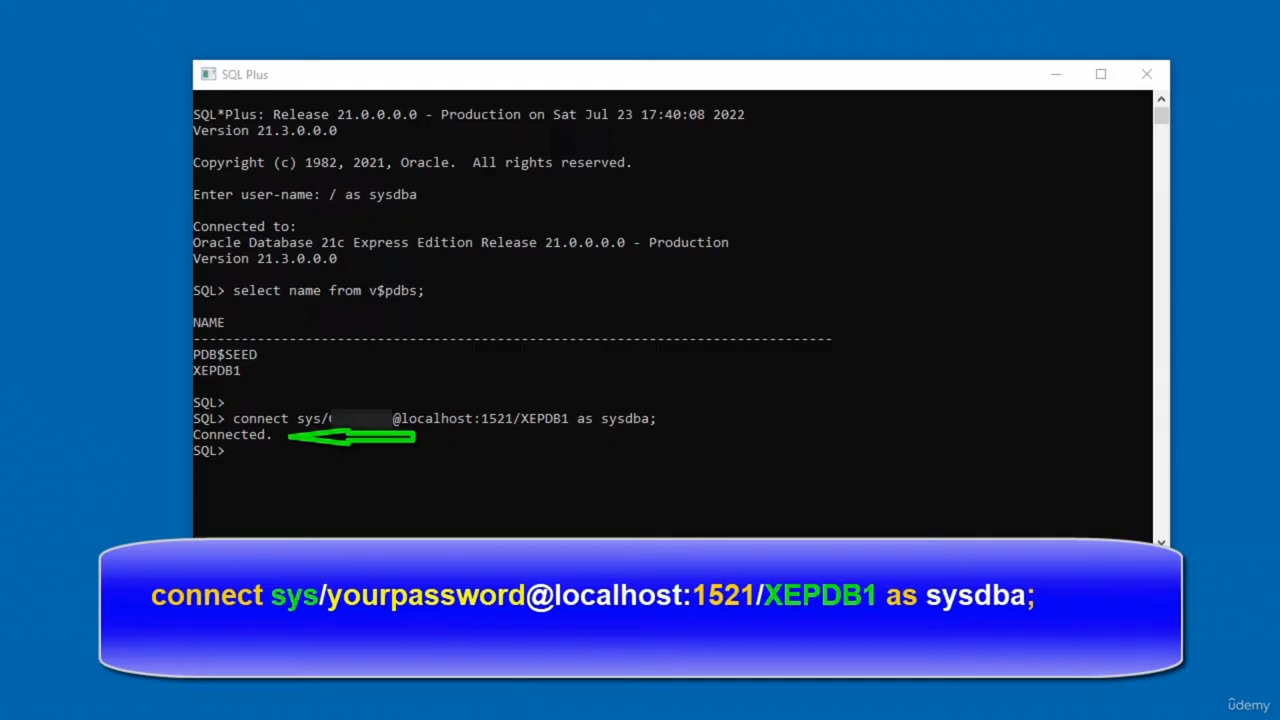 SQL Plus
SQL*Plus: Release 21.0.0.0.0 - Production on Sat Jul 23 17:40:08 2022
Version 21.3.0.0.0
Copyright (c) 1982, 2021, Oracle.  All rights reserved.
Enter user-name: / as sysdba
Connected to:
Oracle Database 21c Express Edition Release 21.0.0.0.0 - Production
Version 21.3.0.0.0
SQL> select name from v$pdbs;
NAME
--------------------------------------------------------------------------------
PDB$SEED
XEPDB1
SQL>
SQL> connect sys/ @localhost:1521/XEPDB1 as sysdba;
Connected.
SQL>
connect sys/yourpassword@localhost:1521/XEPDB1 as sysdba;
ûdemy